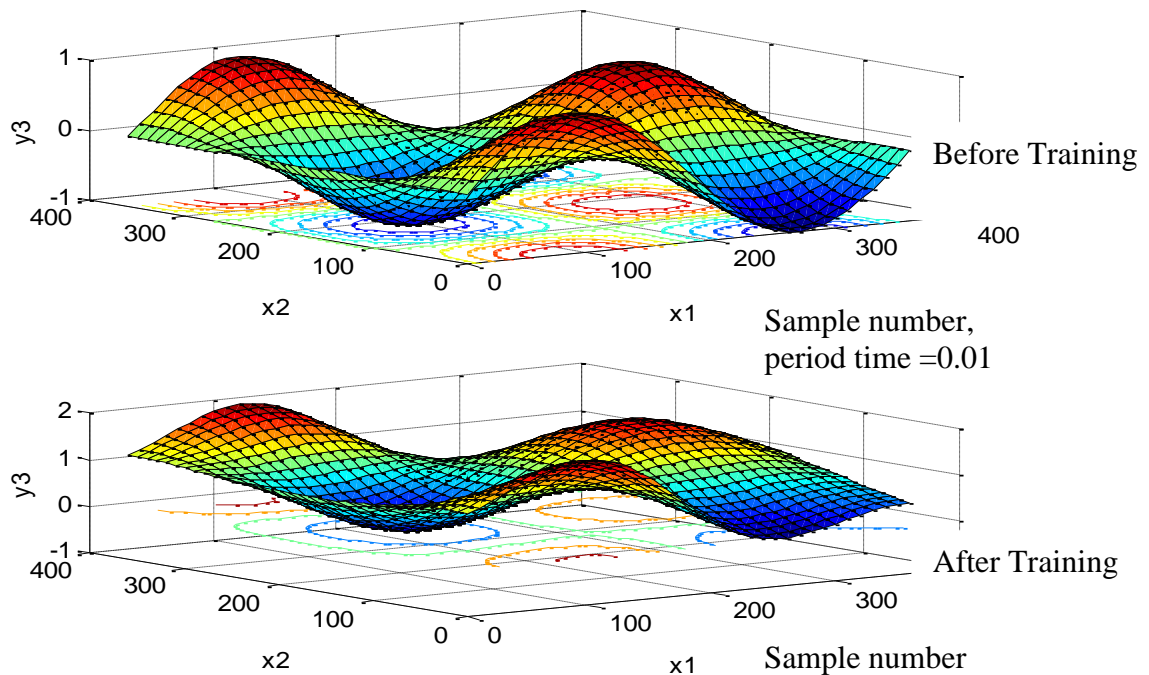 1
0
-1
y3
400
300
200
100
0
x2
0
100
200
300
400
x1
Before Training
Sample number,
period time =0.01
2
1
0
-1
y3
400
300
200
100
0
x2
0
100
200
300
x1
After Training
Sample number